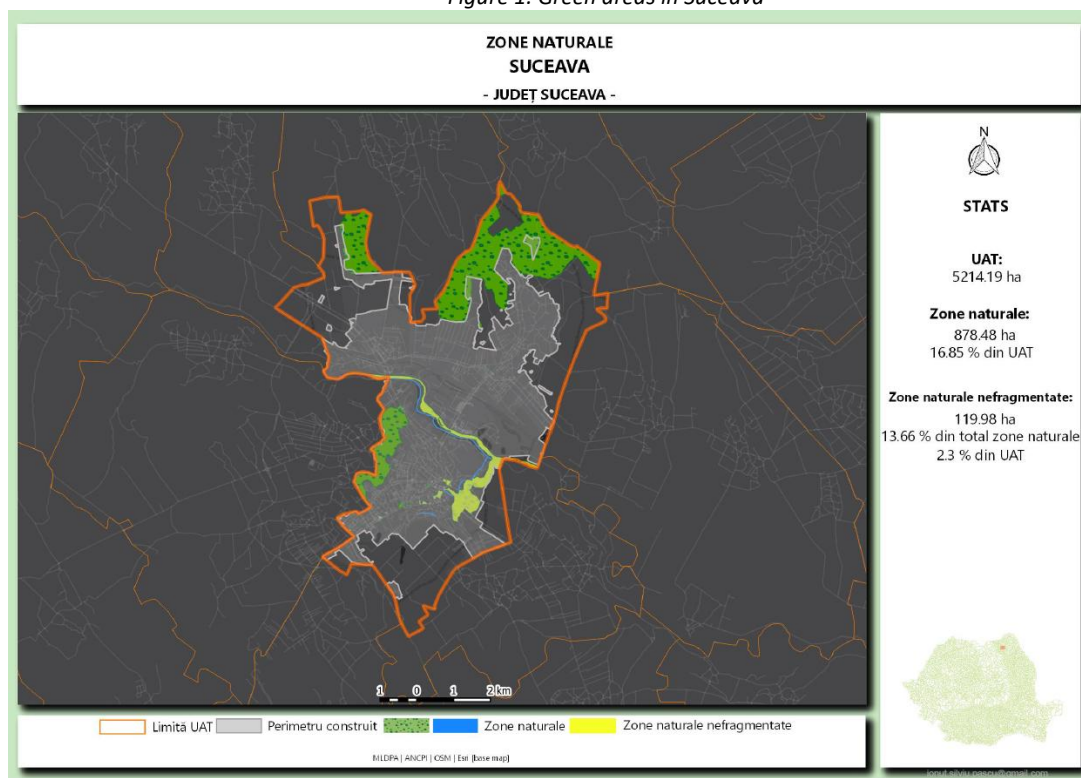 Figure 1: Green areas in Suceava
ZONE NATURALE
SUCEAVA
- JUDEȚ SUCEAVA -
N
STATS
UAT:
5214.19 ha
Zone naturale:
878.48 ha
16.85 % din UAT
Zone naturale nefragmentate:
119.98 ha
13.66 % din total zone naturale
2.3 % din UAT
1 0 1 2 km
Limită UAT Perimetru construit Zone naturale Zone naturale nefragmentate
MLDPA | ANCPI | OSM | Esri [base map]
ionut.silviu.pascu@gmail.com